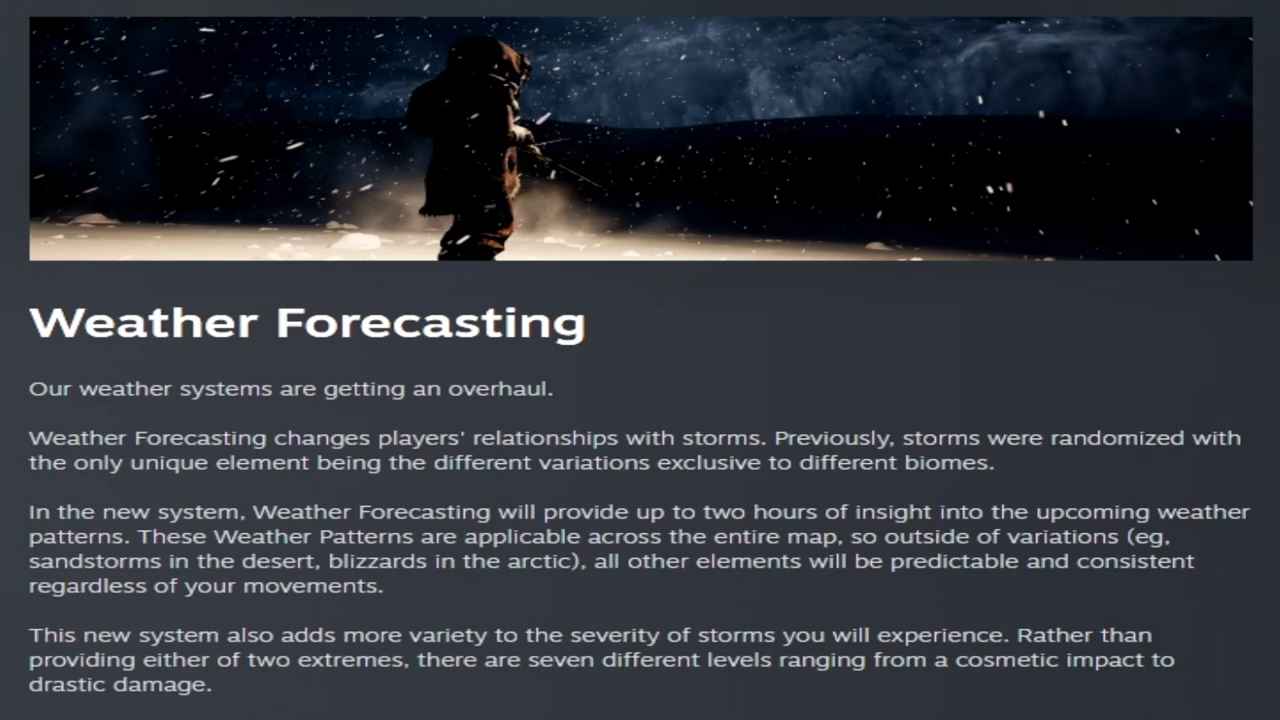 Weather Forecasting
Our weather systems are getting an overhaul.
Weather Forecasting changes players' relationships with storms. Previously, storms were randomized with
the only unique element being the different variations exclusive to different biomes.
In the new system, Weather Forecasting will provide up to two hours of insight into the upcoming weather
patterns. These Weather Patterns are applicable across the entire map, so outside of variations (eg,
sandstorms in the desert, blizzards in the arctic), all other elements will be predictable and consistent
regardless of your movements.
This new system also adds more variety to the severity of storms you will experience. Rather than
providing either of two extremes, there are seven different levels ranging from a cosmetic impact to
drastic damage.